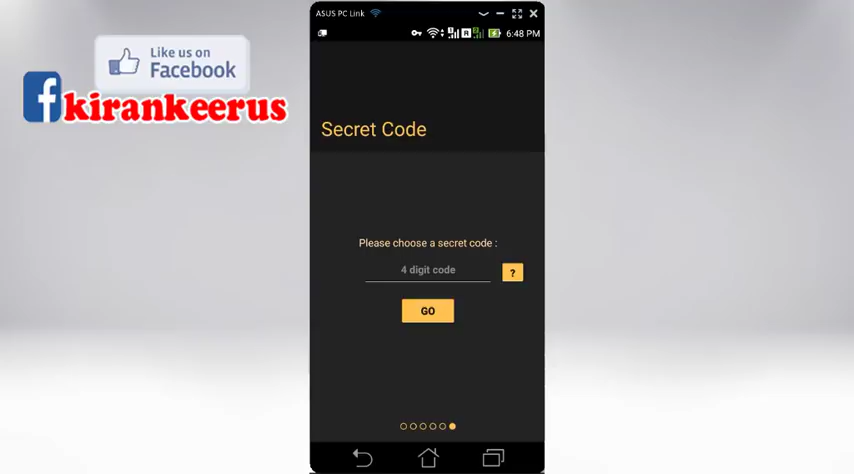 ASUS PC Link
6:48 PM
Like us on
Facebook
f kirankeerus
Secret Code
Please choose a secret code :
4 digit code
?
GO